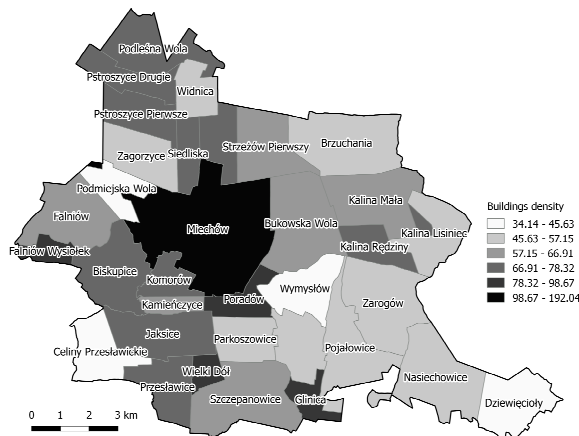 Podleśna Wola
Pstroszyce Drugie
Widnica
Pstroszyce Pierwsze
Zagorzyce
Siedliska
Strzeżów Pierwszy
Brzuchania
Podmiejska Wola
Kalina Mała
Falniów
Miechów
Bukowska Wola
Kalina Lisiniec
Falniów Wysiołek
Kalina Rędziny
Biskupice
Komorów
Wymysłów
Kamieńczyce
Poradów
Zarogów
Jaksice
Parkoszowice
Pojałowice
Celiny Przesławickie
Wielki Dół
Nasiechowice
Przesławice
Szczepanowice
Glinica
Dziewięcioły
Buildings density
34.14 - 45.63
45.63 - 57.15
57.15 - 66.91
66.91 - 78.32
78.32 - 98.67
98.67 - 192.04
0 1 2 3 km